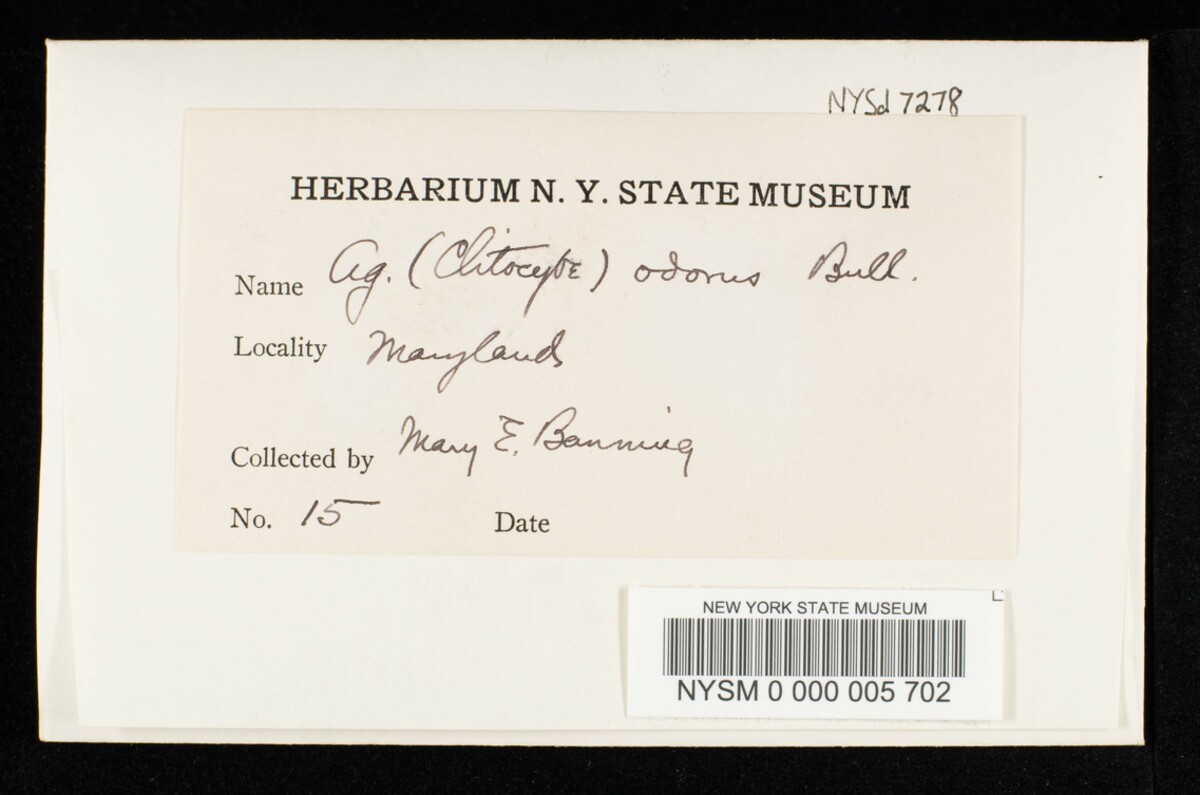 NYSd 7278
HERBARIUM N. Y. STATE MUSEUM
Name Ag. (Clitocybe) odorus Bull.
Locality Maryland
Collected by Mary E. Banning
No. 15 Date
NEW YORK STATE MUSEUM
NYSM 0 000 005 702